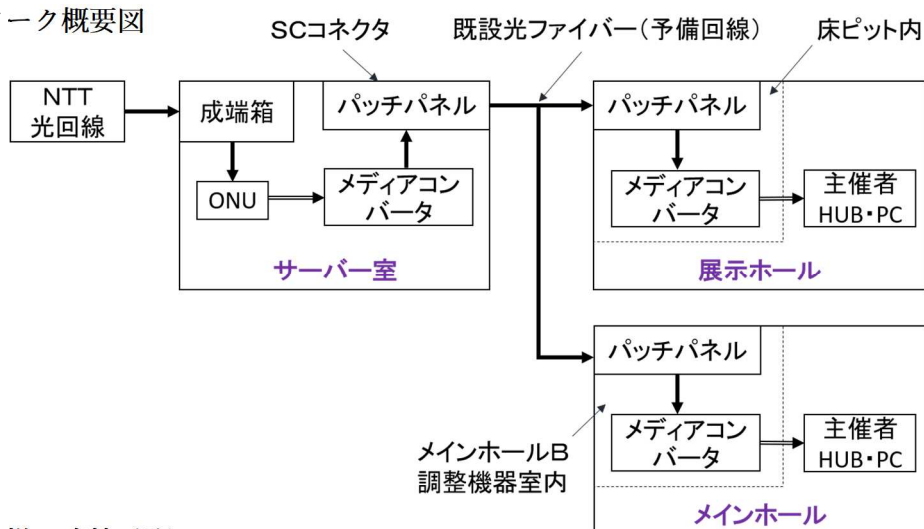 ーク概要図
SCコネクタ
既設光ファイバー(予備回線)
床ピット内
NTT
光回線
成端箱
パッチパネル
ONU
メディアコン
バータ
サーバー室
パッチパネル
メディアコン
バータ
主催者
HUB・PC
展示ホール
パッチパネル
メディアコン
バータ
主催者
HUB・PC
メインホールB
調整機器室内
メインホール